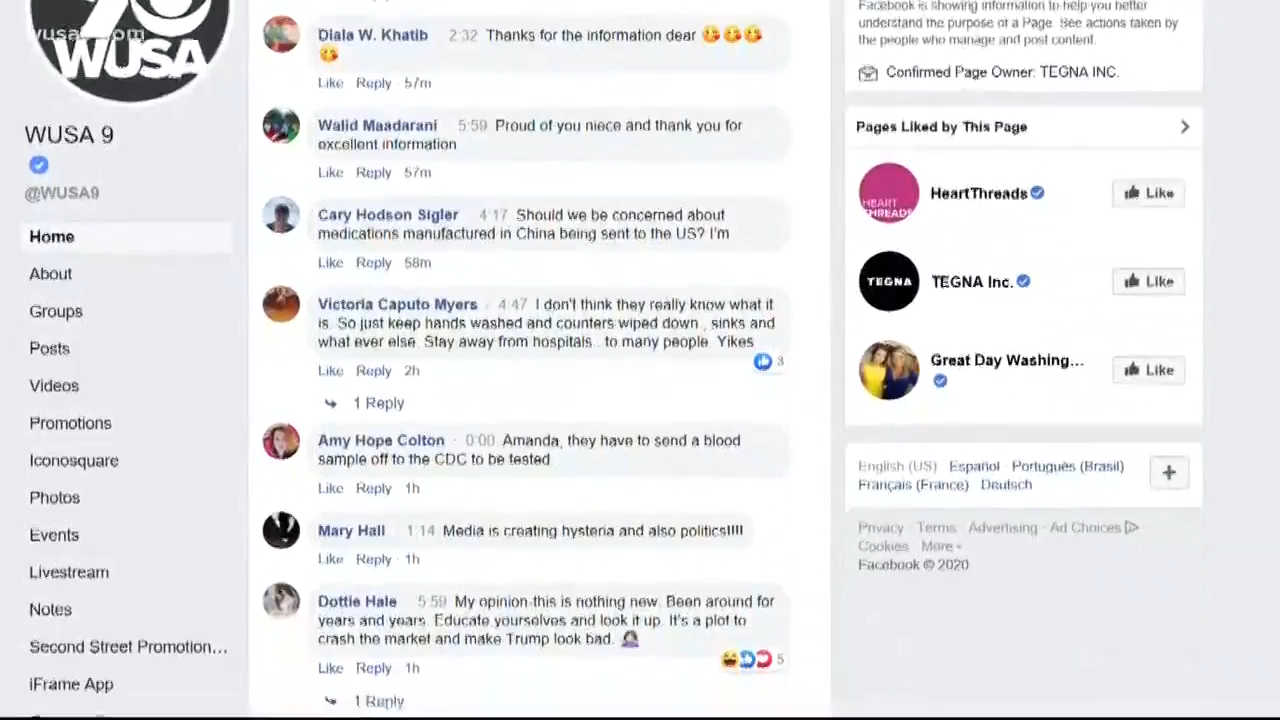 WUSA
WUSA 9
@WUSA9
Home
About
Groups
Posts
Videos
Promotions
Iconosquare
Photos
Events
Livestream
Notes
Second Street Promotion...
iFrame App
Diala W. Khatib 2:32 Thanks for the information dear 😋😋😋
😋
Like Reply 57m
Walid Maadarani 5:59 Proud of you niece and thank you for
excellent information
Like Reply 57m
Cary Hodson Sigler 4:17 Should we be concerned about
medications manufactured in China being sent to the US? I'm
Like Reply 58m
Victoria Caputo Myers · 4:47 I don't think they really know what it
is. So just keep hands washed and counters wiped down , sinks and
what ever else. Stay away from hospitals.. to many people. Yikes
3
Like Reply 2h
1 Reply
Amy Hope Colton · 0:00 Amanda, they have to send a blood
sample off to the CDC to be tested
Like Reply 1h
Mary Hall 1:14 Media is creating hysteria and also politics!!!!
Like Reply · 1h
Dottie Hale 5:59 My opinion-this is nothing new. Been around for
years and years. Educate yourselves and look it up. It's a plot to
crash the market and make Trump look bad. 🤦‍♀️
5
Like Reply 1h
1 Reply
Facebook is showing information to help you better
understand the purpose of a Page. See actions taken by
the people who manage and post content.
Confirmed Page Owner: TEGNA INC.
Pages Liked by This Page
HEART
THREADS
HeartThreads
Like
TEGNA
TEGNA Inc.
Like
Great Day Washing...
Like
English (US) Español Português (Brasil)
Français (France) Deutsch
+
Privacy · Terms · Advertising · Ad Choices
Cookies · More
Facebook © 2020